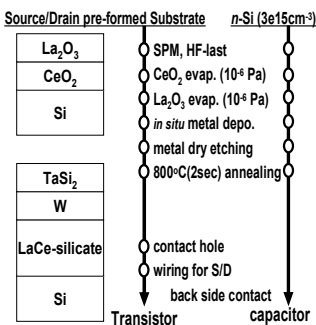 Source/Drain pre-formed Substrate
n-Si (3e15cm-3)
La2O3
CeO2
Si
SPM, HF-last
CeO2 evap. (10-6 Pa)
La2O3 evap. (10-6 Pa)
in situ metal depo.
metal dry etching
800oC(2sec) annealing
TaSi2
W
LaCe-silicate
Si
contact hole
wiring for S/D
back side contact
Transistor
capacitor